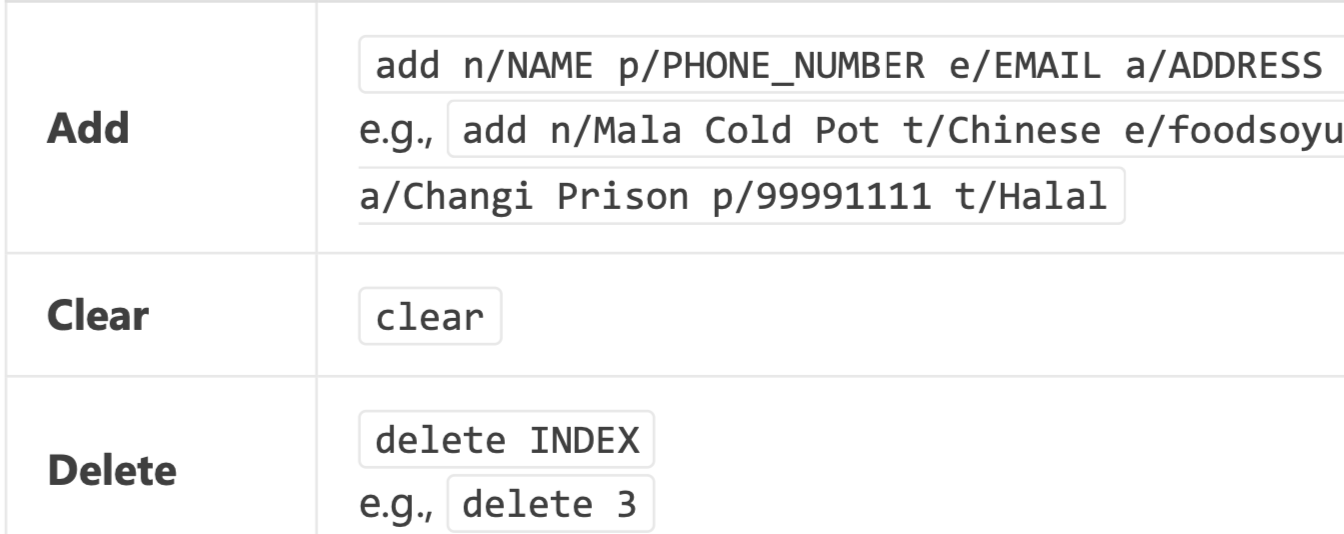 Add
add n/NAME p/PHONE_NUMBER e/EMAIL a/ADDRESS
e.g., add n/Mala Cold Pot t/Chinese e/foodsoyu
a/Changi Prison p/99991111 t/Halal
Clear
clear
Delete
delete INDEX
e.g., delete 3